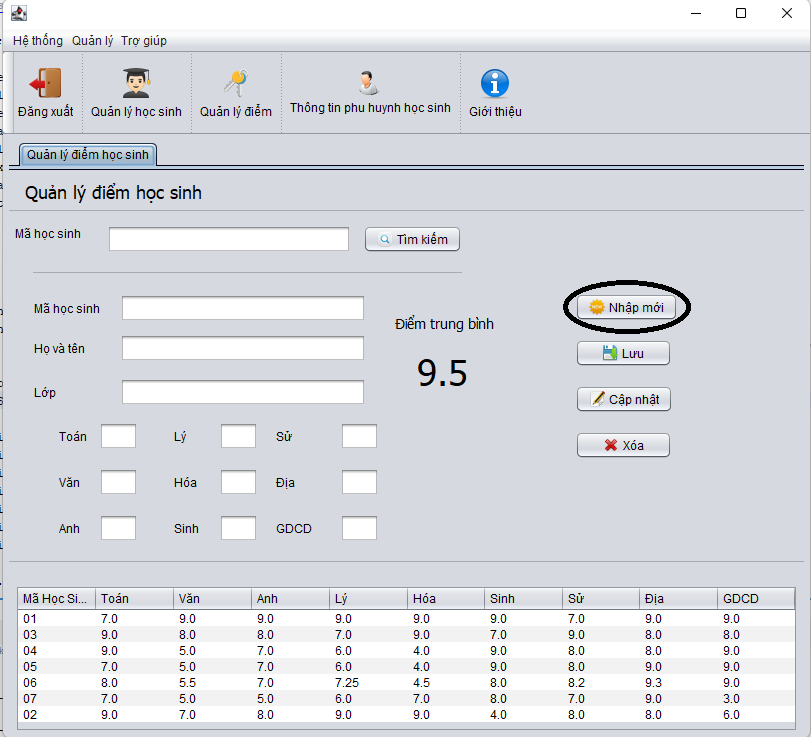 Hệ thống Quản lý Trợ giúp
Đăng xuất Quản lý học sinh Quản lý điểm Thông tin phu huynh học sinh Giới thiệu
Quản lý điểm học sinh
Quản lý điểm học sinh
Mã học sinh Tìm kiếm
Mã học sinh
Họ và tên
Lớp
Điểm trung bình
9.5
Nhập mới
Lưu
Cập nhật
Xóa
Toán Lý Sử
Văn Hóa Địa
Anh Sinh GDCD
Mã Học Si... Toán Văn Anh Lý Hóa Sinh Sử Địa GDCD
01 7.0 9.0 9.0 9.0 9.0 9.0 7.0 9.0 9.0
03 9.0 8.0 8.0 7.0 9.0 7.0 9.0 8.0 8.0
04 9.0 5.0 7.0 6.0 4.0 9.0 8.0 8.0 9.0
05 7.0 5.0 7.0 6.0 4.0 9.0 8.0 9.0 9.0
06 8.0 5.5 7.0 7.25 4.5 8.0 8.2 9.3 9.0
07 7.0 5.0 5.0 6.0 7.0 8.0 7.0 9.0 3.0
02 9.0 7.0 8.0 9.0 9.0 4.0 8.0 8.0 6.0